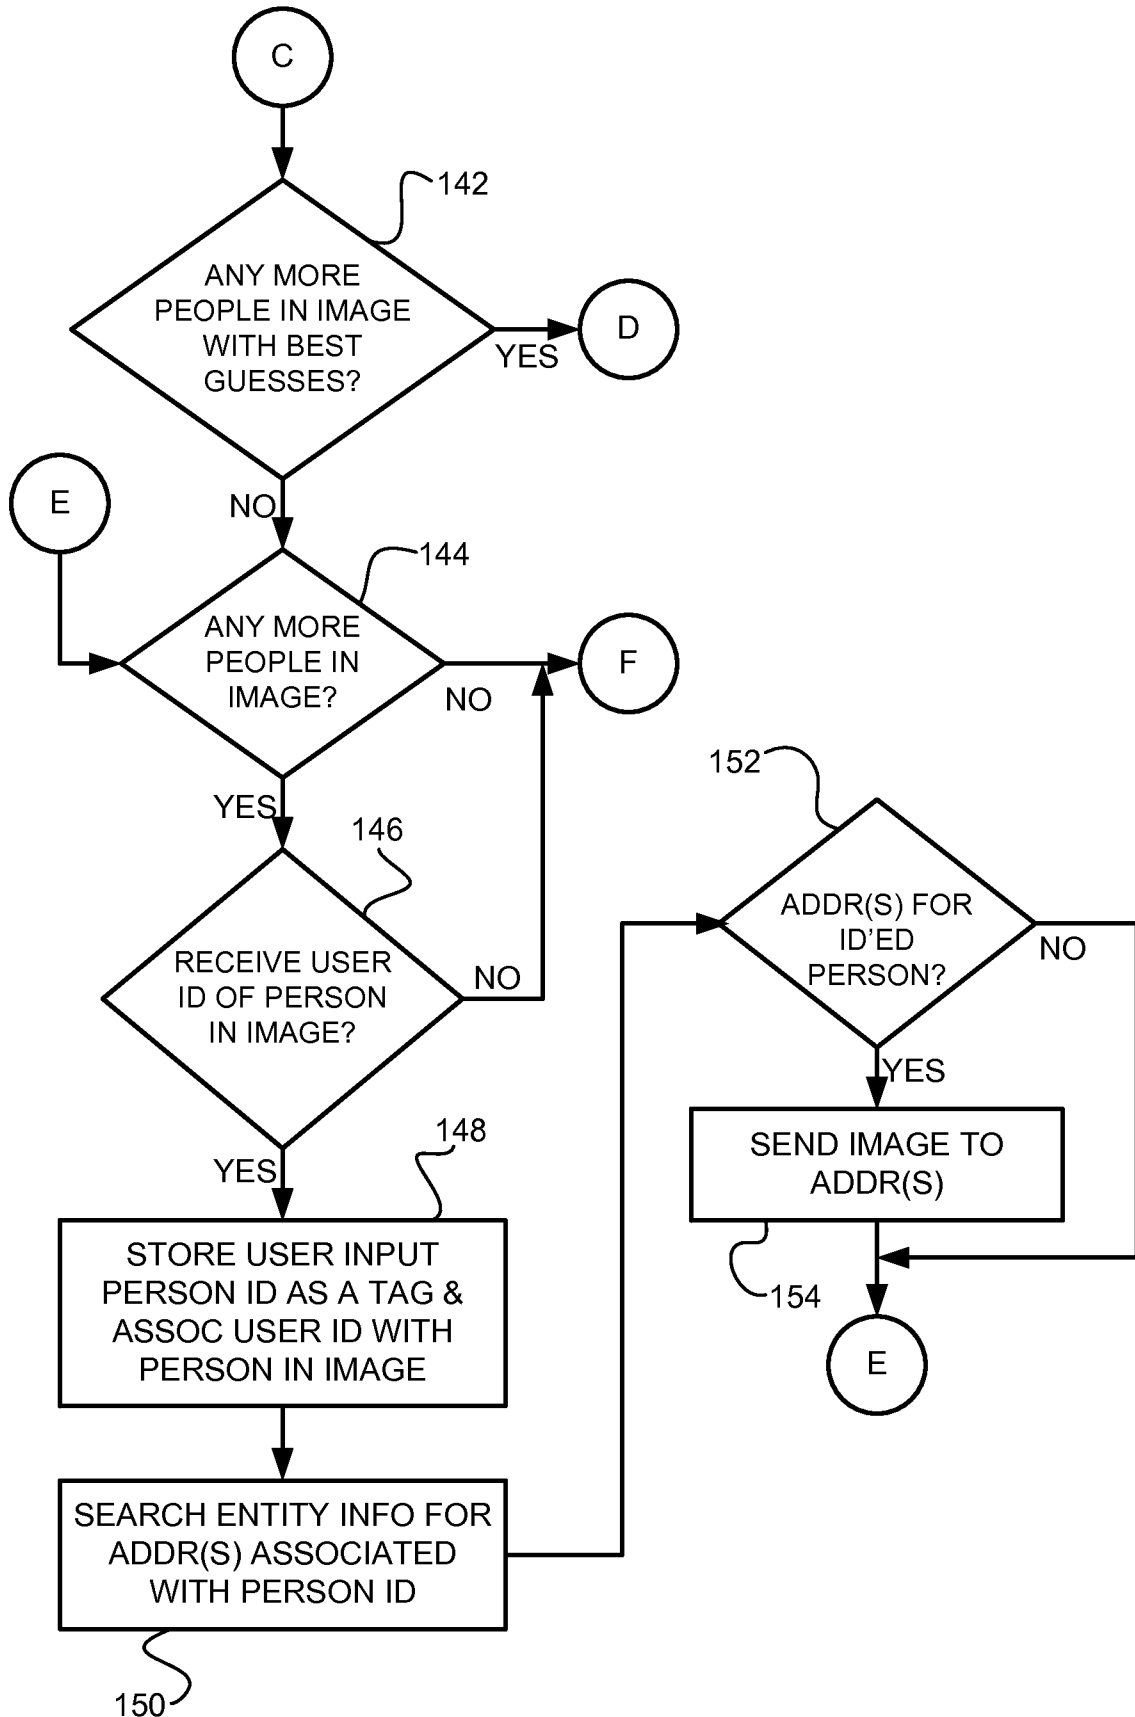 C
142
ANY MORE
PEOPLE IN IMAGE
WITH BEST
GUESSES?
YES
D
NO
E
144
ANY MORE
PEOPLE IN
IMAGE?
NO
F
YES
146
RECEIVE USER
ID OF PERSON
IN IMAGE?
NO
YES
148
STORE USER INPUT
PERSON ID AS A TAG &
ASSOC USER ID WITH
PERSON IN IMAGE
SEARCH ENTITY INFO FOR
ADDR(S) ASSOCIATED
WITH PERSON ID
150
152
ADDR(S) FOR
ID'ED
PERSON?
NO
YES
SEND IMAGE TO
ADDR(S)
154
E